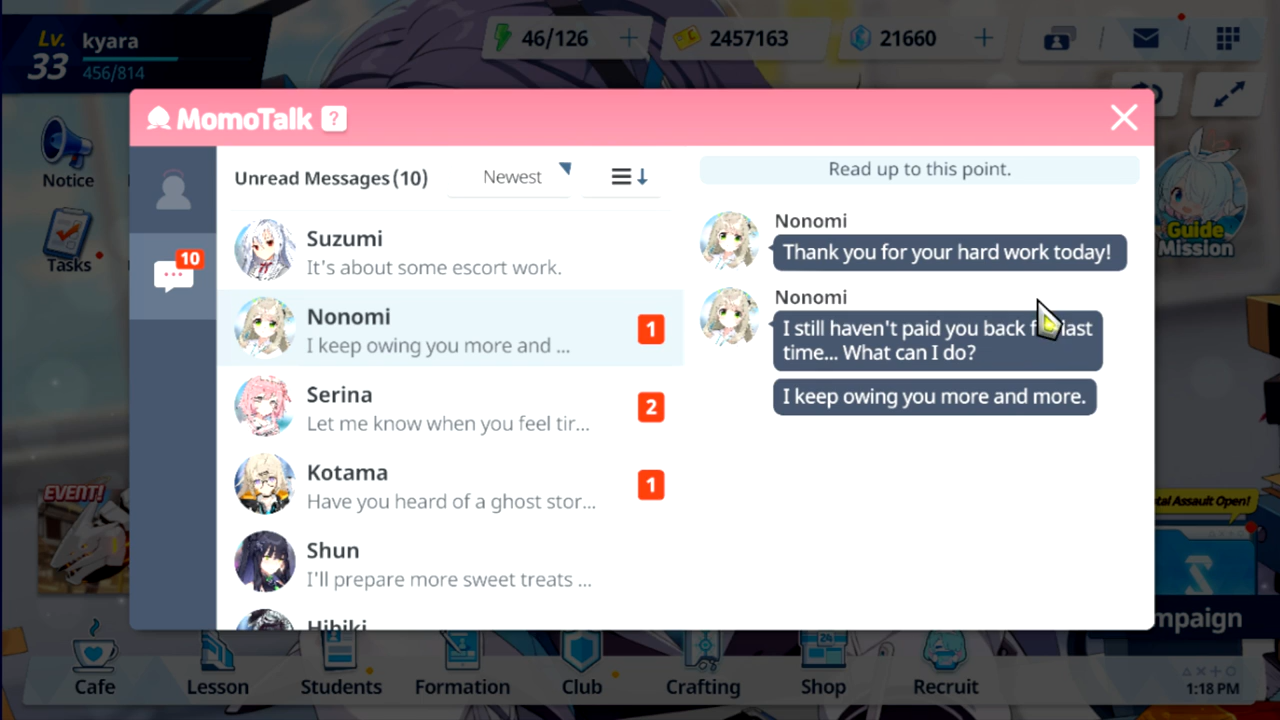 Lv. 33
kyara
456/814
46/126
2457163
21660
MomoTalk ?
Notice
Tasks
10
Unread Messages (10)
Newest
Suzumi
It's about some escort work.
Nonomi
I keep owing you more and ...
1
Serina
Let me know when you feel tir...
2
Kotama
Have you heard of a ghost stor...
1
Shun
I'll prepare more sweet treats ...
Hibiki
Read up to this point.
Nonomi
Thank you for your hard work today!
Nonomi
I still haven't paid you back last
time... What can I do?
I keep owing you more and more.
Guide
Mission
EVENT!
Assault Open!
24
Cafe
Lesson
Students
Formation
Club
Crafting
Shop
Recruit
1:18 PM